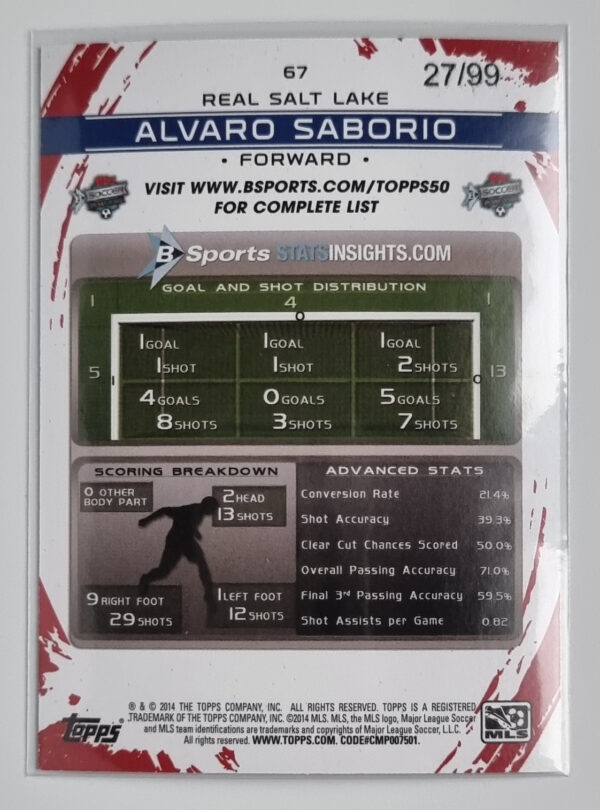 67
27/99
REAL SALT LAKE
ALVARO SABORIO
• FORWARD •
VISIT WWW.BSPORTS.COM/TOPPS50
FOR COMPLETE LIST
SOCCER
SOCCER
B Sports STATSINSIGHTS.COM
GOAL AND SHOT DISTRIBUTION
1 4 1
0
1 GOAL 1 GOAL 1 GOAL
1 SHOT 1 SHOT 2 SHOTS
5 1 0 13
4 GOALS 0 GOALS 5 GOALS
8 SHOTS 3 SHOTS 7 SHOTS
SCORING BREAKDOWN
0 OTHER
BODY PART
2 HEAD
13 SHOTS
9 RIGHT FOOT
29 SHOTS
1 LEFT FOOT
12 SHOTS
ADVANCED STATS
Conversion Rate 21.4%
Shot Accuracy 39.3%
Clear Cut Chances Scored 50.0%
Overall Passing Accuracy 71.0%
Final 3rd Passing Accuracy 59.5%
Shot Assists per Game 0.82
® & © 2014 THE TOPPS COMPANY, INC. ALL RIGHTS RESERVED. TOPPS IS A REGISTERED
TRADEMARK OF THE TOPPS COMPANY, INC. ©2014 MLS. MLS, the MLS logo, Major League Soccer
and MLS team identifications are trademarks and copyrights of Major League Soccer, L.L.C.
All rights reserved. WWW.TOPPS.COM. CODE#CMP007501.
topps®
MLS